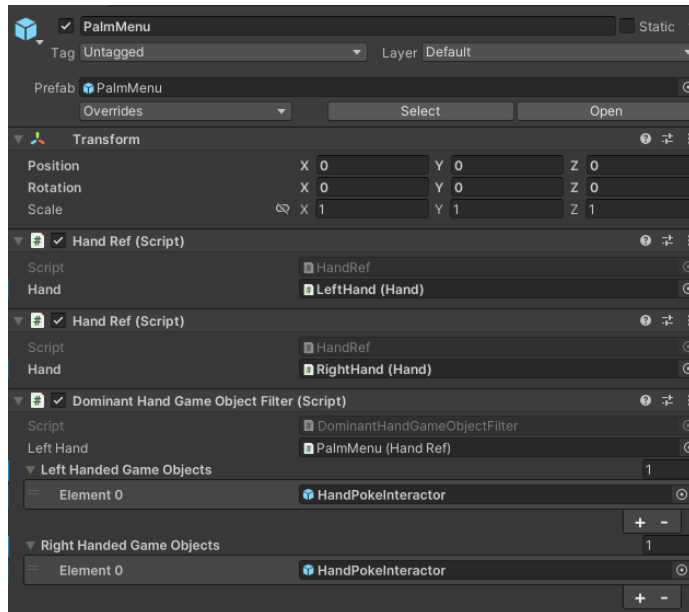 PalmMenu Static
Tag Untagged Layer Default
Prefab PalmMenu
Overrides Select Open
Transform
Position X 0 Y 0 Z 0
Rotation X 0 Y 0 Z 0
Scale X 1 Y 1 Z 1
# Hand Ref (Script)
Script # HandRef
Hand # LeftHand (Hand)
# Hand Ref (Script)
Script # HandRef
Hand # RightHand (Hand)
# Dominant Hand Game Object Filter (Script)
Script # DominantHandGameObjectFilter
Left Hand # PalmMenu (Hand Ref)
Left Handed Game Objects 1
Element 0 HandPokeInteractor
+ -
Right Handed Game Objects 1
Element 0 HandPokeInteractor
+ -